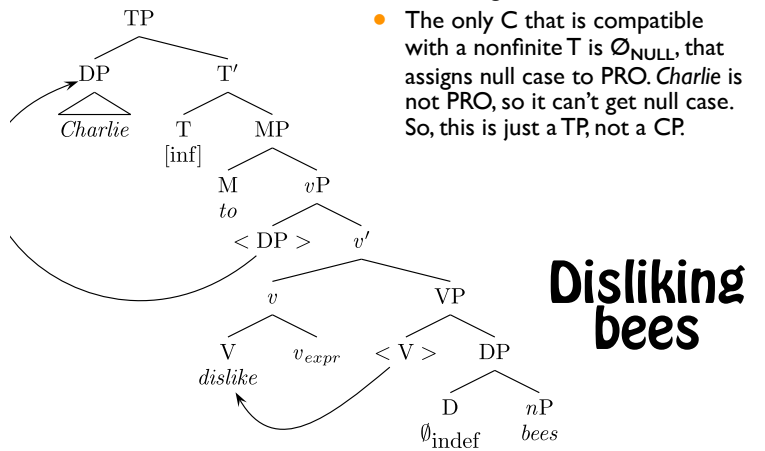 TP
DP T′
Charlie T MP
[inf]
M vP
to
< DP > v′
v VP
V v_expr < V > DP
dislike
D nP
∅indef bees
• The only C that is compatible
with a nonfinite T is ØNULL, that
assigns null case to PRO. Charlie is
not PRO, so it can't get null case.
So, this is just a TP, not a CP.
Disliking
bees